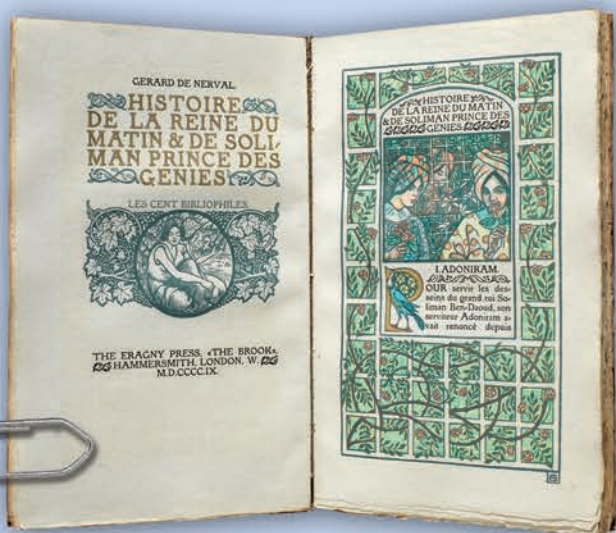 GERARD DE NERVAL.
HISTOIRE
DE LA REINE DU
MATIN & DE SOLI-
MAN PRINCE DES
GENIES
LES CENT BIBLIOPHILES.
THE ERAGNY PRESS, «THE BROOK»,
HAMMERSMITH, LONDON, W.
M.D.CCCC.IX.
HISTOIRE
DE LA REINE DU MATIN
& DE SOLIMAN PRINCE DES
GENIES
I. ADONIRAM.
POUR servir les des-
seins du grand roi So-
liman Ben-Daoud, son
serviteur Adoniram a-
vait renoncé depuis